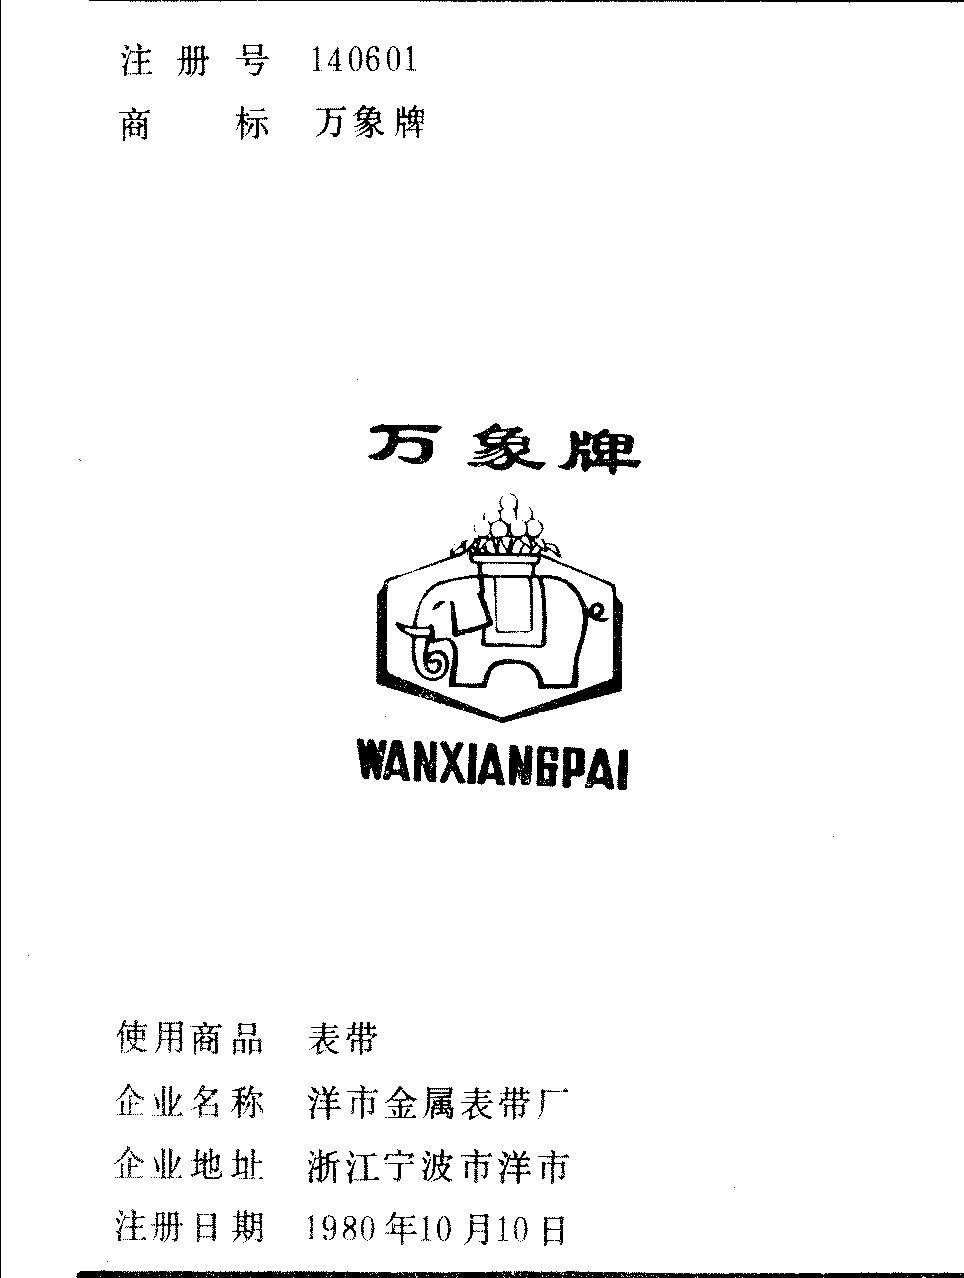 注册号 140601
商标 万象牌
万象牌
WANXIANGPAI
使用商品 表带
企业名称 洋市金属表带厂
企业地址 浙江宁波市洋市
注册日期 1980年10月10日